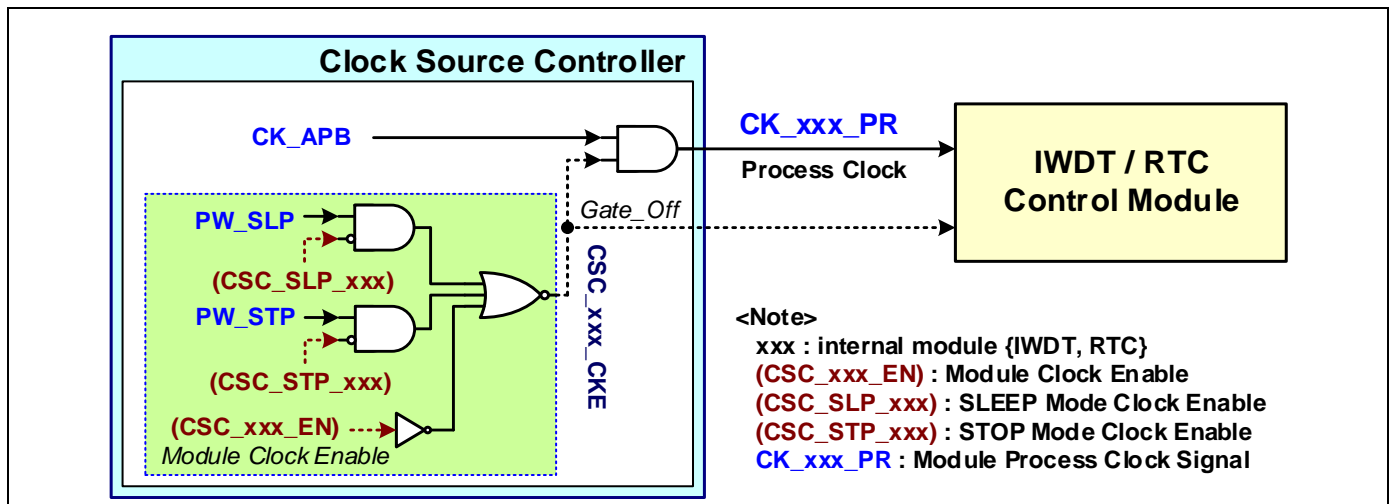 Clock Source Controller
CK_APB
CK_xxx_PR
Process Clock
IWDT / RTC
Control Module
PW_SLP
(CSC_SLP_xxx)
PW_STP
(CSC_STP_xxx)
(CSC_xxx_EN)
Module Clock Enable
Gate_Off
CSC_xxx_CKE
<Note>
xxx : internal module {IWDT, RTC}
(CSC_xxx_EN) : Module Clock Enable
(CSC_SLP_xxx) : SLEEP Mode Clock Enable
(CSC_STP_xxx) : STOP Mode Clock Enable
CK_xxx_PR : Module Process Clock Signal